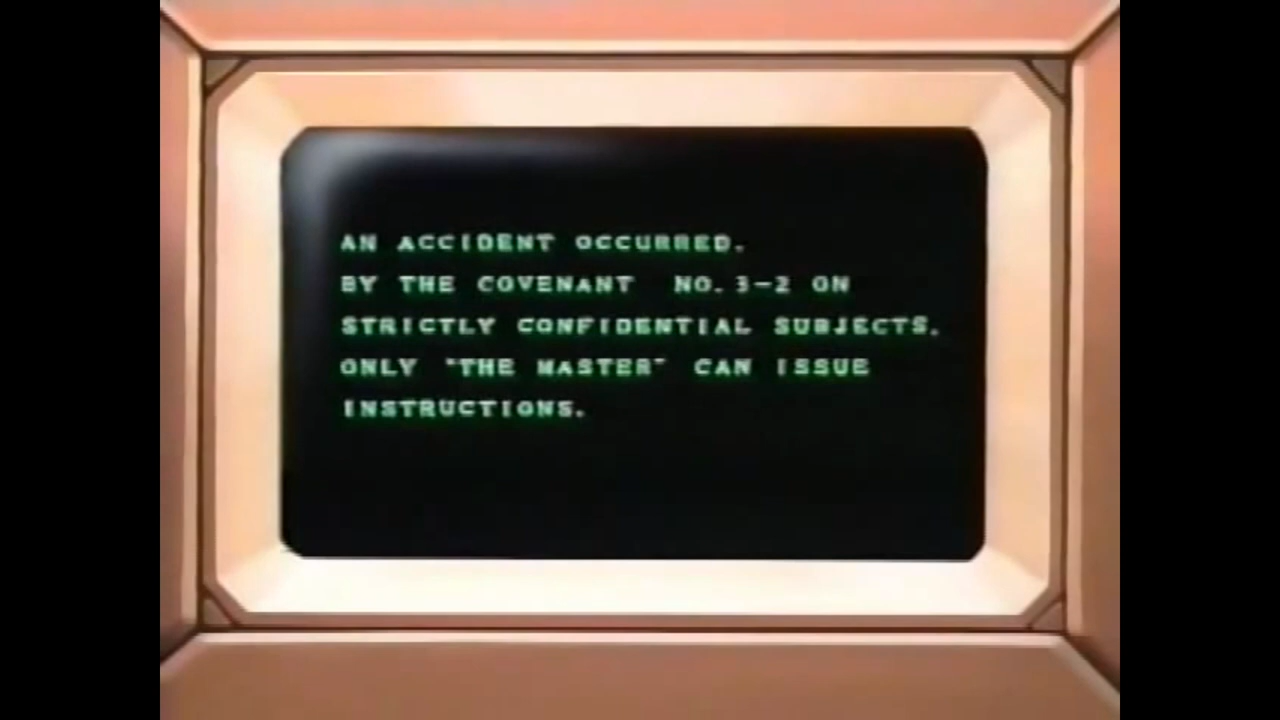 AN ACCIDENT OCCURRED.
BY THE COVENANT NO.3-2 ON
STRICTLY CONFIDENTIAL SUBJECTS.
ONLY "THE MASTER" CAN ISSUE
INSTRUCTIONS.